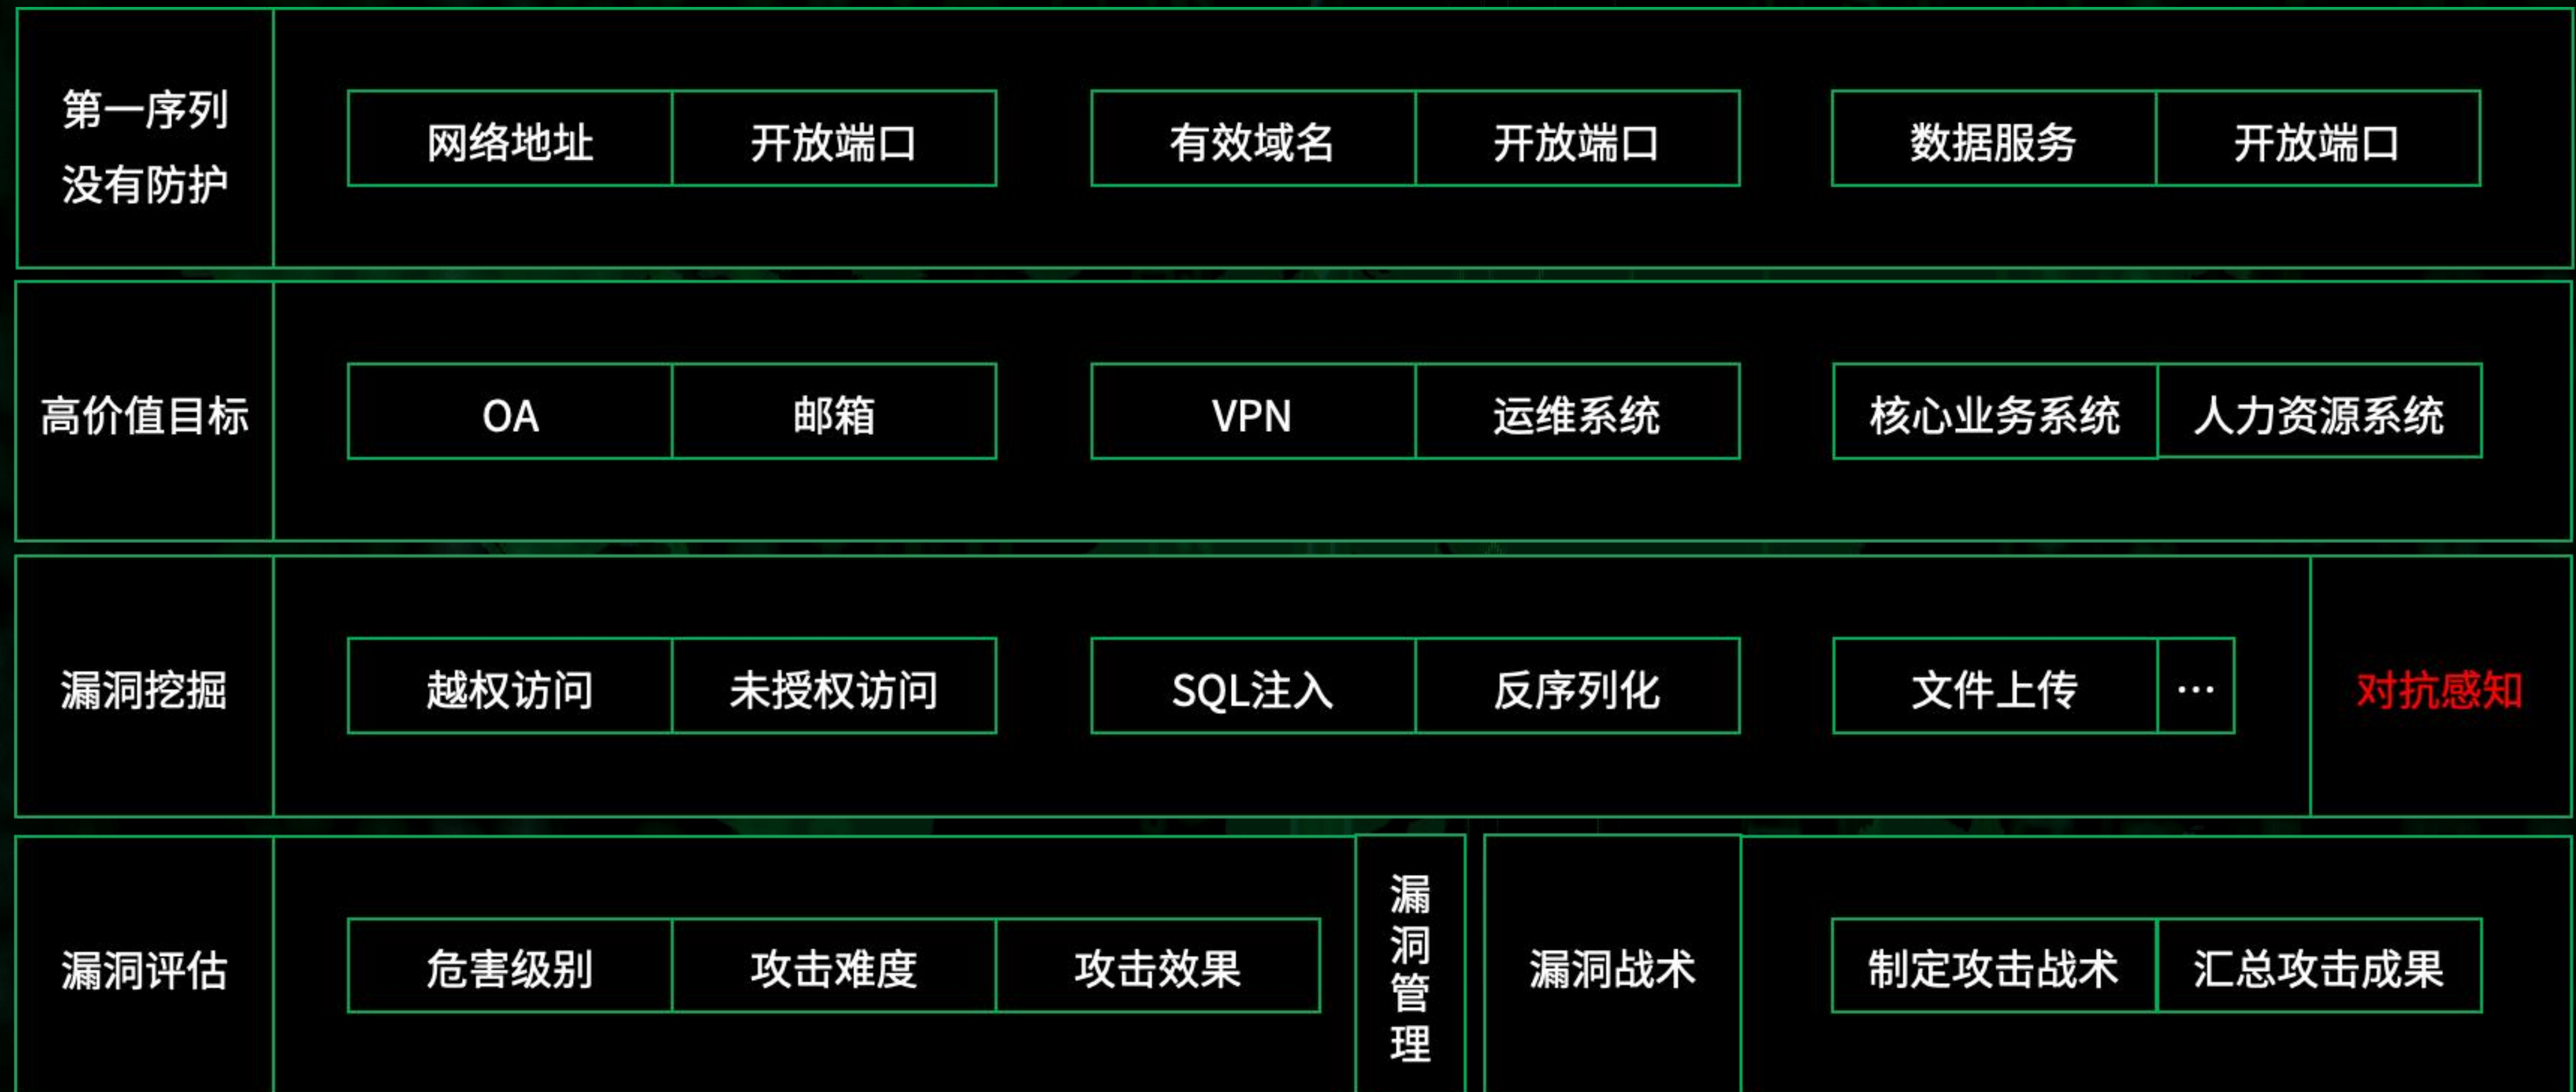 第一序列
没有防护
网络地址 开放端口 有效域名 开放端口 数据服务 开放端口
高价值目标 OA 邮箱 VPN 运维系统 核心业务系统 人力资源系统
漏洞挖掘 越权访问 未授权访问 SQL注入 反序列化 文件上传 ... 对抗感知
漏洞评估 危害级别 攻击难度 攻击效果
漏洞管理
漏洞战术 制定攻击战术 汇总攻击成果